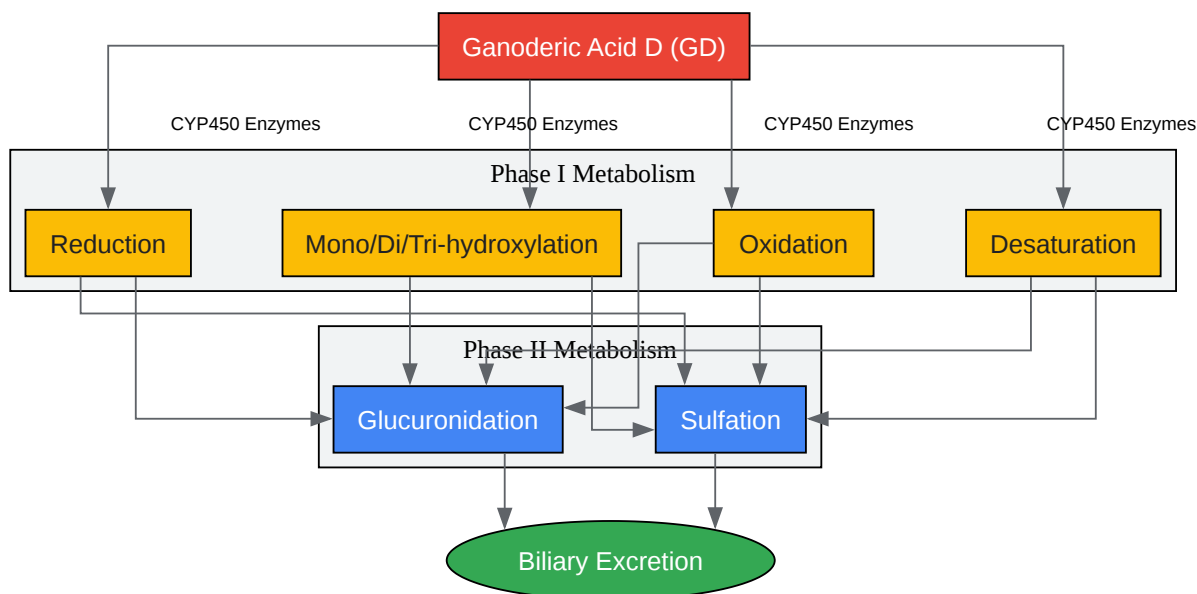 Ganoderic Acid D (GD)
CYP450 Enzymes
CYP450 Enzymes
CYP450 Enzymes
CYP450 Enzymes
Phase I Metabolism
Reduction
Mono/Di/Tri-hydroxylation
Oxidation
Desaturation
Phase II Metabolism
Glucuronidation
Sulfation
Biliary Excretion